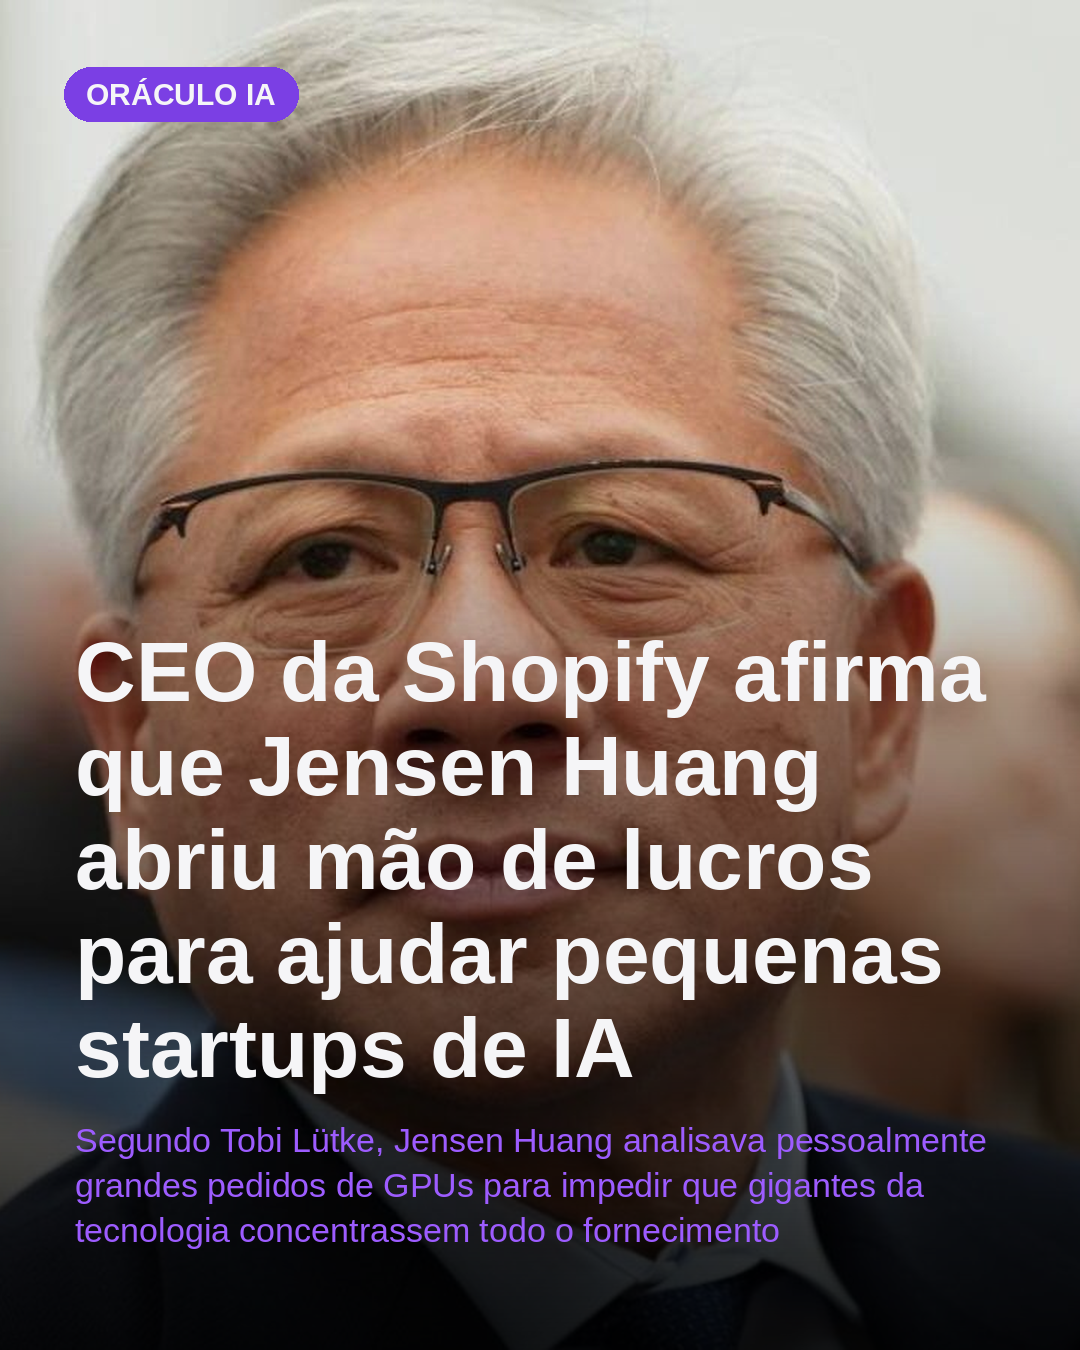 ORÁCULO IA
CEO da Shopify afirma
que Jensen Huang
abriu mão de lucros
para ajudar pequenas
startups de IA
Segundo Tobi Lütke, Jensen Huang analisava pessoalmente
grandes pedidos de GPUs para impedir que gigantes da
tecnologia concentrassem todo o fornecimento